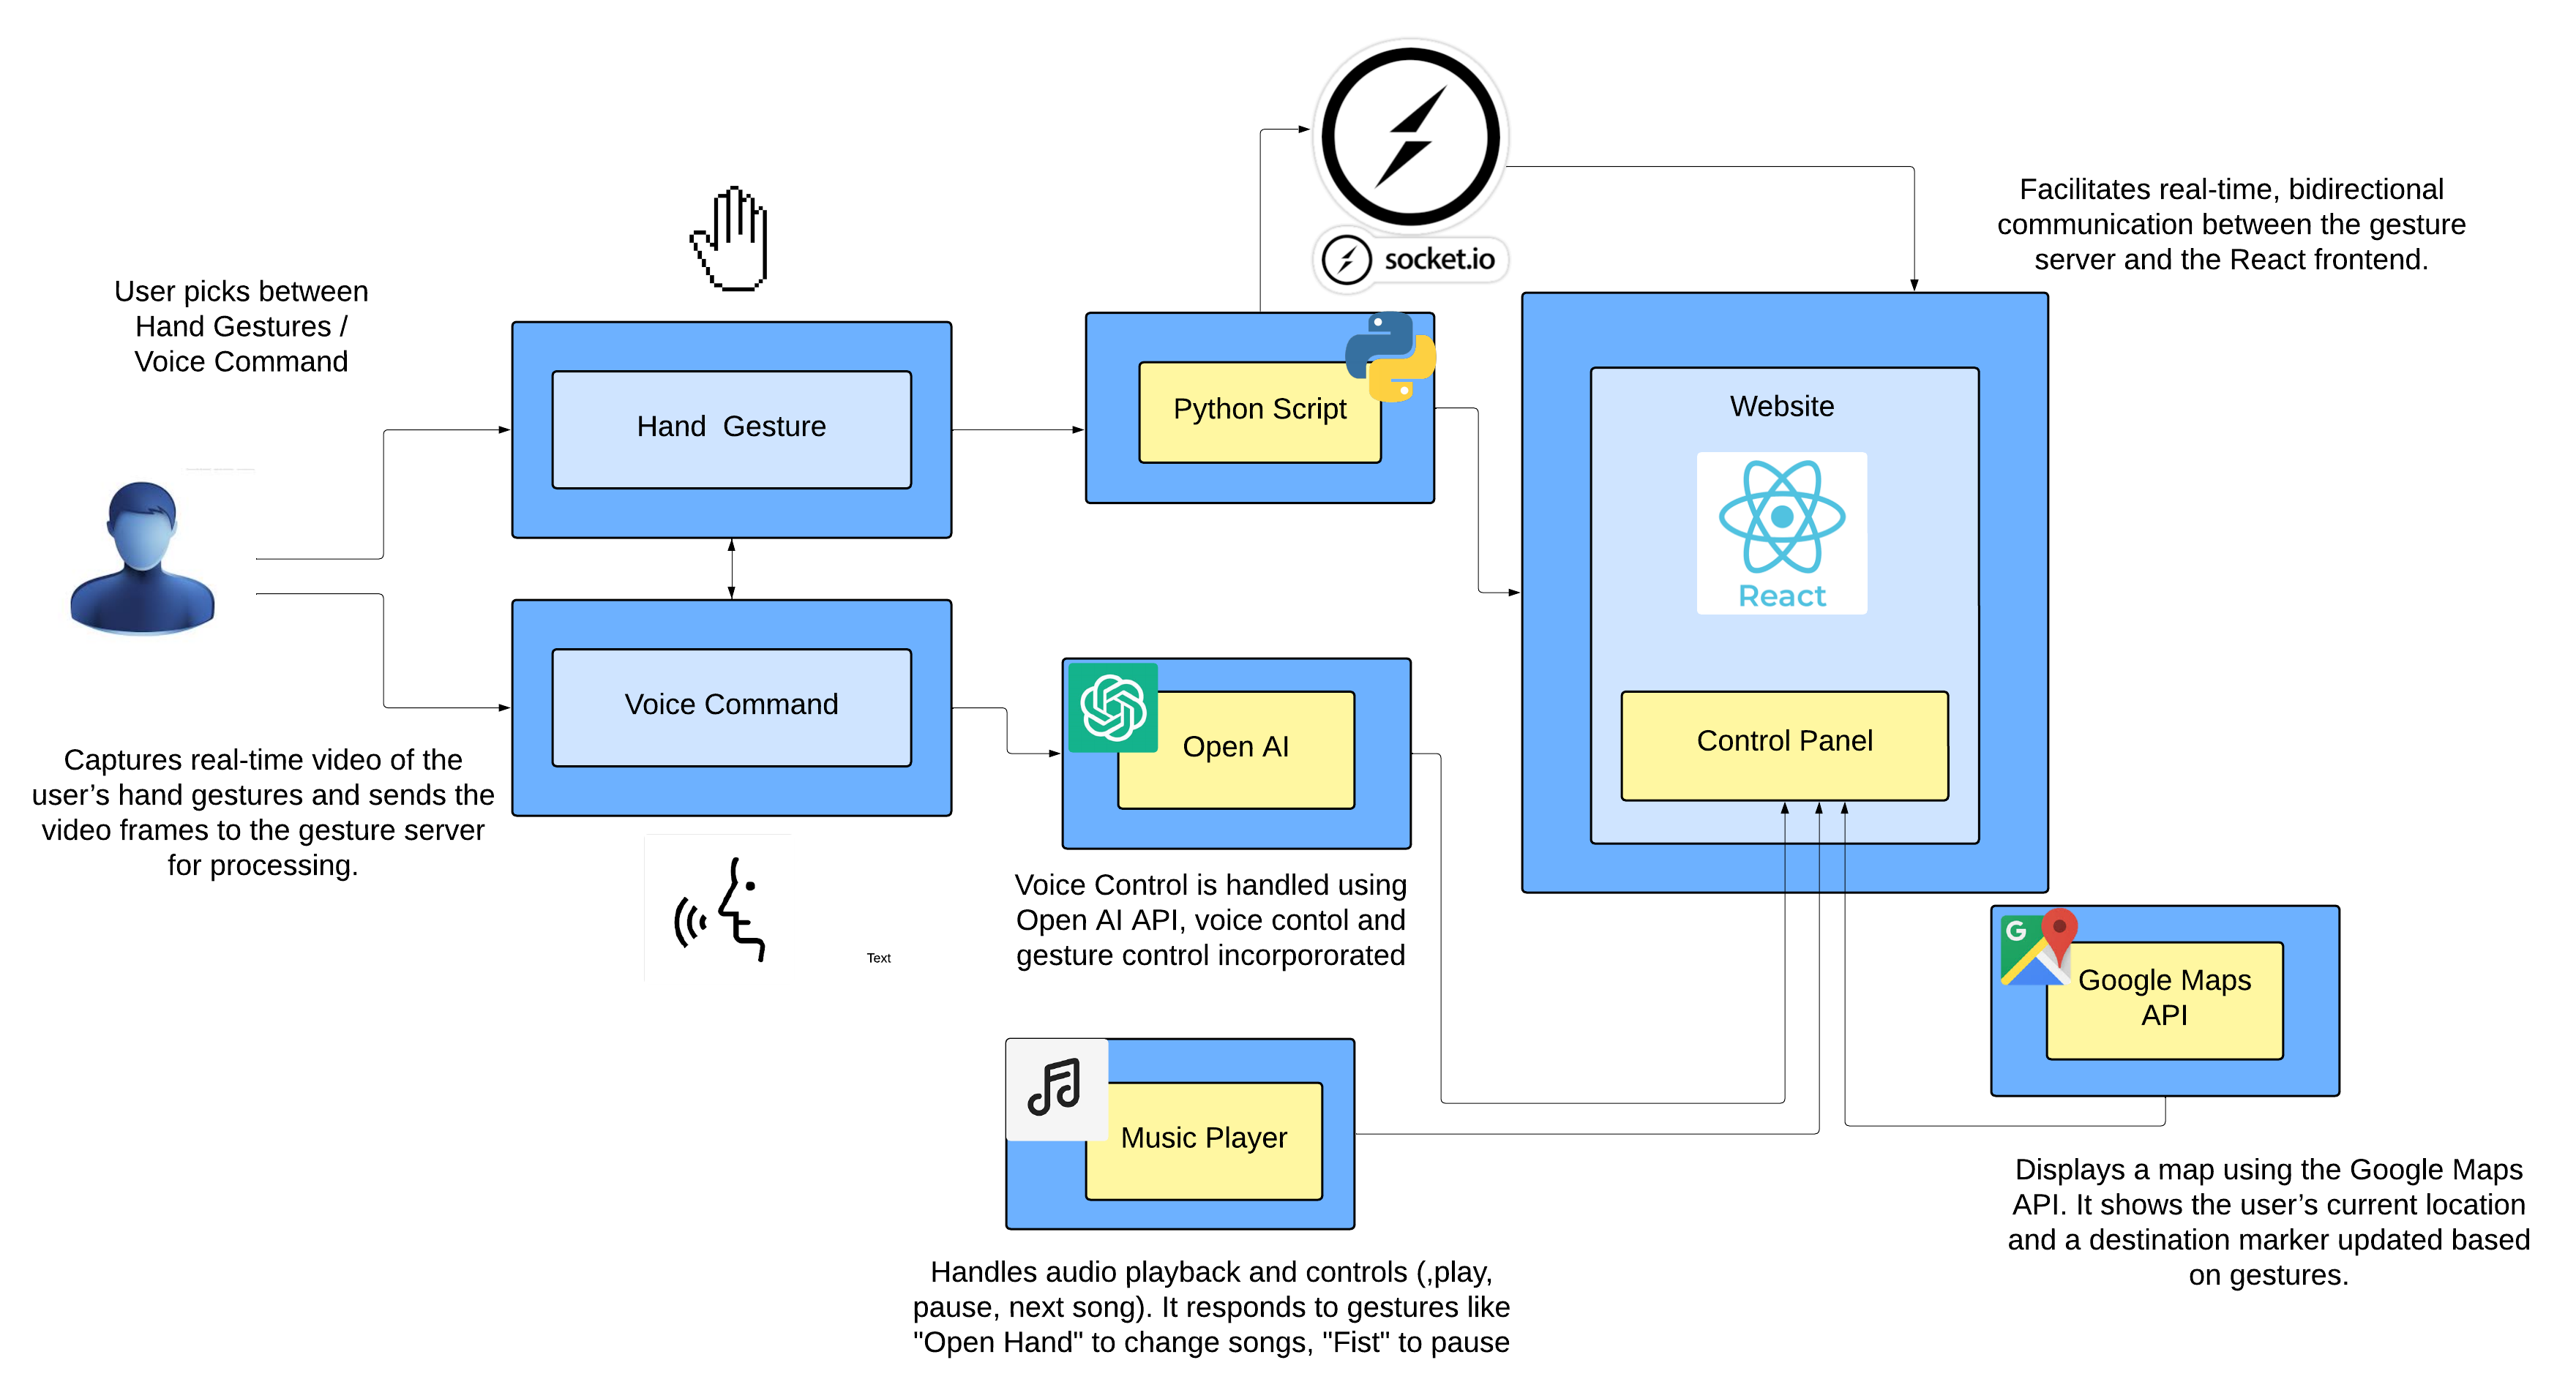 socket.io
Facilitates real-time, bidirectional
communication between the gesture
server and the React frontend.
User picks between
Hand Gestures /
Voice Command
Hand  Gesture
Python Script
Website
React
Control Panel
Voice Command
Open AI
Captures real-time video of the
user’s hand gestures and sends the
video frames to the gesture server
for processing.
Text
Voice Control is handled using
Open AI API, voice contol and
gesture control incorpororated
G
Google Maps
API
Music Player
Displays a map using the Google Maps
API. It shows the user’s current location
and a destination marker updated based
on gestures.
Handles audio playback and controls (,play,
pause, next song). It responds to gestures like
"Open Hand" to change songs, "Fist" to pause